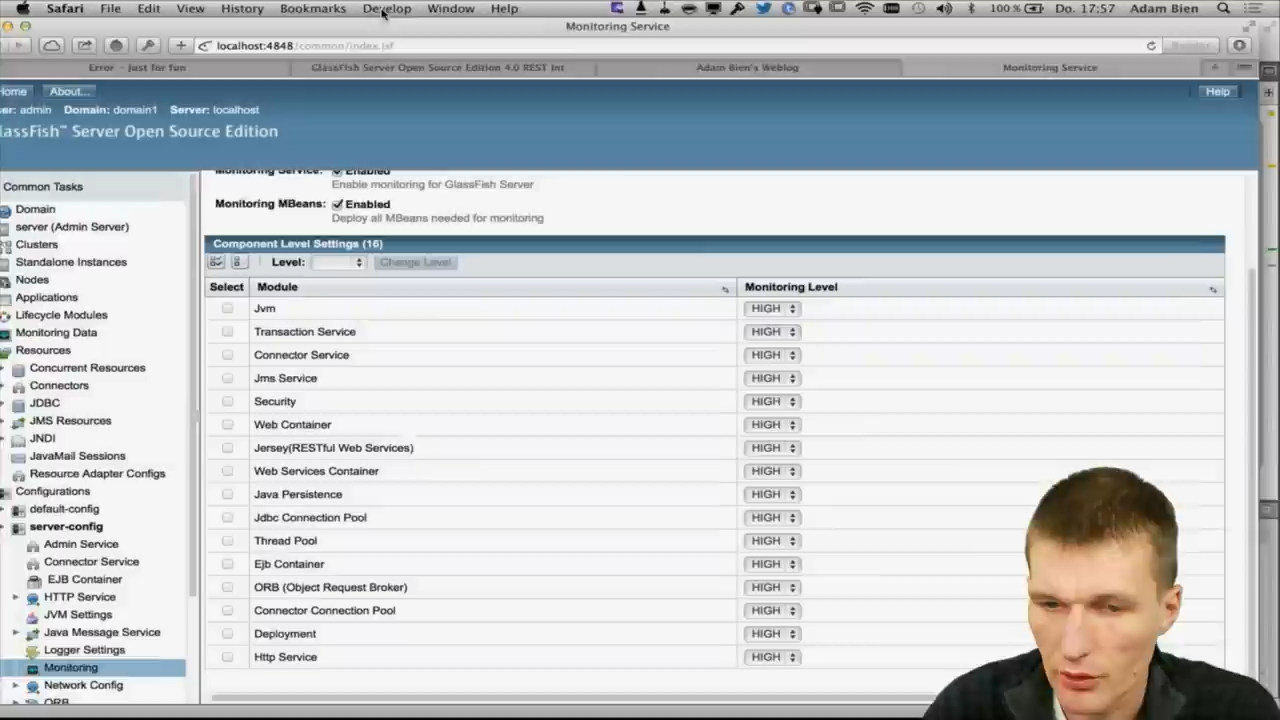 Safari File Edit View History Bookmarks Develop Window Help 100 % Do. 17:57 Adam Bien
Monitoring Service
localhost:4848/common/index.jsf
Error - Just for fun GlassFish Server Open Source Edition 4.0 REST Int Adam Bien's Weblog Monitoring Service
Home About... Help
ser: admin Domain: domain1 Server: localhost
lassFish™ Server Open Source Edition
Common Tasks
Domain
server (Admin Server)
Clusters
Standalone Instances
Nodes
Applications
Lifecycle Modules
Monitoring Data
Resources
Concurrent Resources
Connectors
JDBC
JMS Resources
JNDI
JavaMail Sessions
Resource Adapter Configs
Configurations
default-config
server-config
Admin Service
Connector Service
EJB Container
HTTP Service
JVM Settings
Java Message Service
Logger Settings
Monitoring
Network Config
ORB
Monitoring Service: Enabled
Enable monitoring for GlassFish Server
Monitoring MBeans: Enabled
Deploy all MBeans needed for monitoring
Component Level Settings (16)
Level: Change Level
Select Module Monitoring Level
Jvm HIGH
Transaction Service HIGH
Connector Service HIGH
Jms Service HIGH
Security HIGH
Web Container HIGH
Jersey(RESTful Web Services) HIGH
Web Services Container HIGH
Java Persistence HIGH
Jdbc Connection Pool HIGH
Thread Pool HIGH
Ejb Container HIGH
ORB (Object Request Broker) HIGH
Connector Connection Pool HIGH
Deployment HIGH
Http Service HIGH